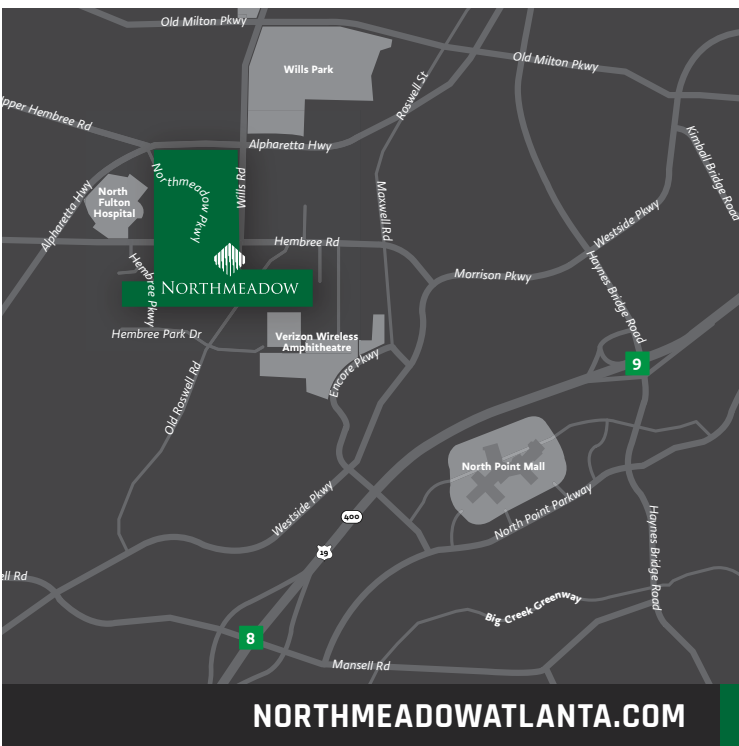 Old Milton Pkwy
Wills Park
Old Milton Pkwy
Roswell St
Upper Hembree Rd
Alpharetta Hwy
Kimball Bridge Road
Northmeadow Pkwy
Wills Rd
North
Fulton
Hospital
Alpharetta Hwy
Maxwell Rd
Westside Pkwy
Hembree Rd
Morrison Pkwy
Haynes Bridge Road
Hembree Pkwy
NORTHMEADOW
Hembree Park Dr
Verizon Wireless
Amphitheatre
Encore Pkwy
9
Old Roswell Rd
North Point Mall
Westside Pkwy
North Point Parkway
400
19
Haynes Bridge Road
ell Rd
Big Creek Greenway
8
Mansell Rd
NORTHMEADOWATLANTA.COM